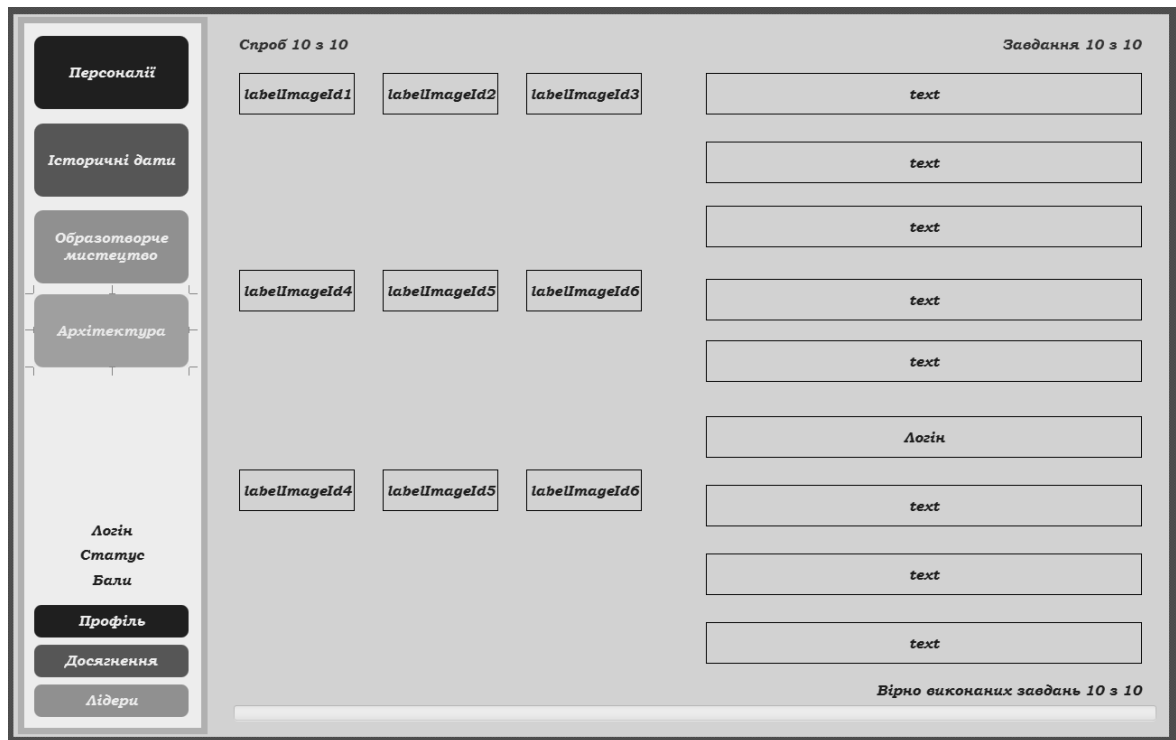 Персоналії
Історичні дати
Образотворче
мистецтво
Архітектура
Логін
Статус
Бали
Профіль
Досягнення
Лідери
Спроб 10 з 10
Завдання 10 з 10
labelImageId1 labelImageId2 labelImageId3
labelImageId4 labelImageId5 labelImageId6
labelImageId4 labelImageId5 labelImageId6
text
text
text
text
text
Логін
text
text
text
Вірно виконаних завдань 10 з 10